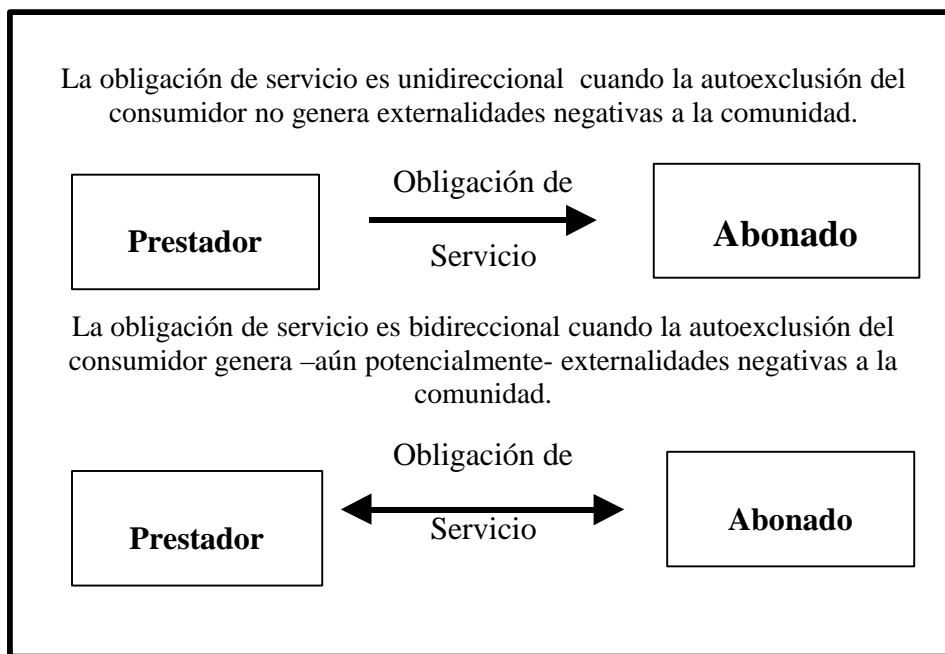 La obligación de servicio es unidireccional cuando la autoexclusión del
consumidor no genera externalidades negativas a la comunidad.
Obligación de
Prestador
Abonado
Servicio
La obligación de servicio es bidireccional cuando la autoexclusión del
consumidor genera –aún potencialmente- externalidades negativas a la
comunidad.
Obligación de
Prestador
Abonado
Servicio